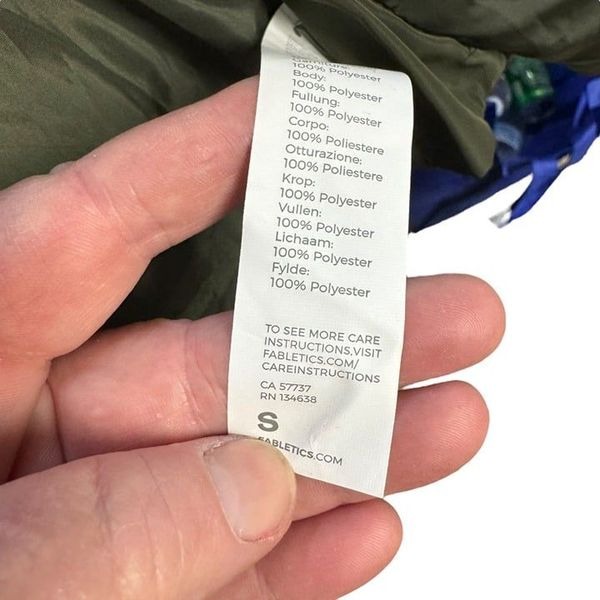 Garniture:
100% Polyester
Body:
100% Polyester
Fullung:
100% Polyester
Corpo:
100% Poliestere
Otturazione:
100% Poliestere
Krop:
100% Polyester
Vullen:
100% Polyester
Lichaam:
100% Polyester
Fylde:
100% Polyester
TO SEE MORE CARE
INSTRUCTIONS,VISIT
FABLETICS.COM/
CAREINSTRUCTIONS
CA 57737
RN 134638
S
FABLETICS.COM